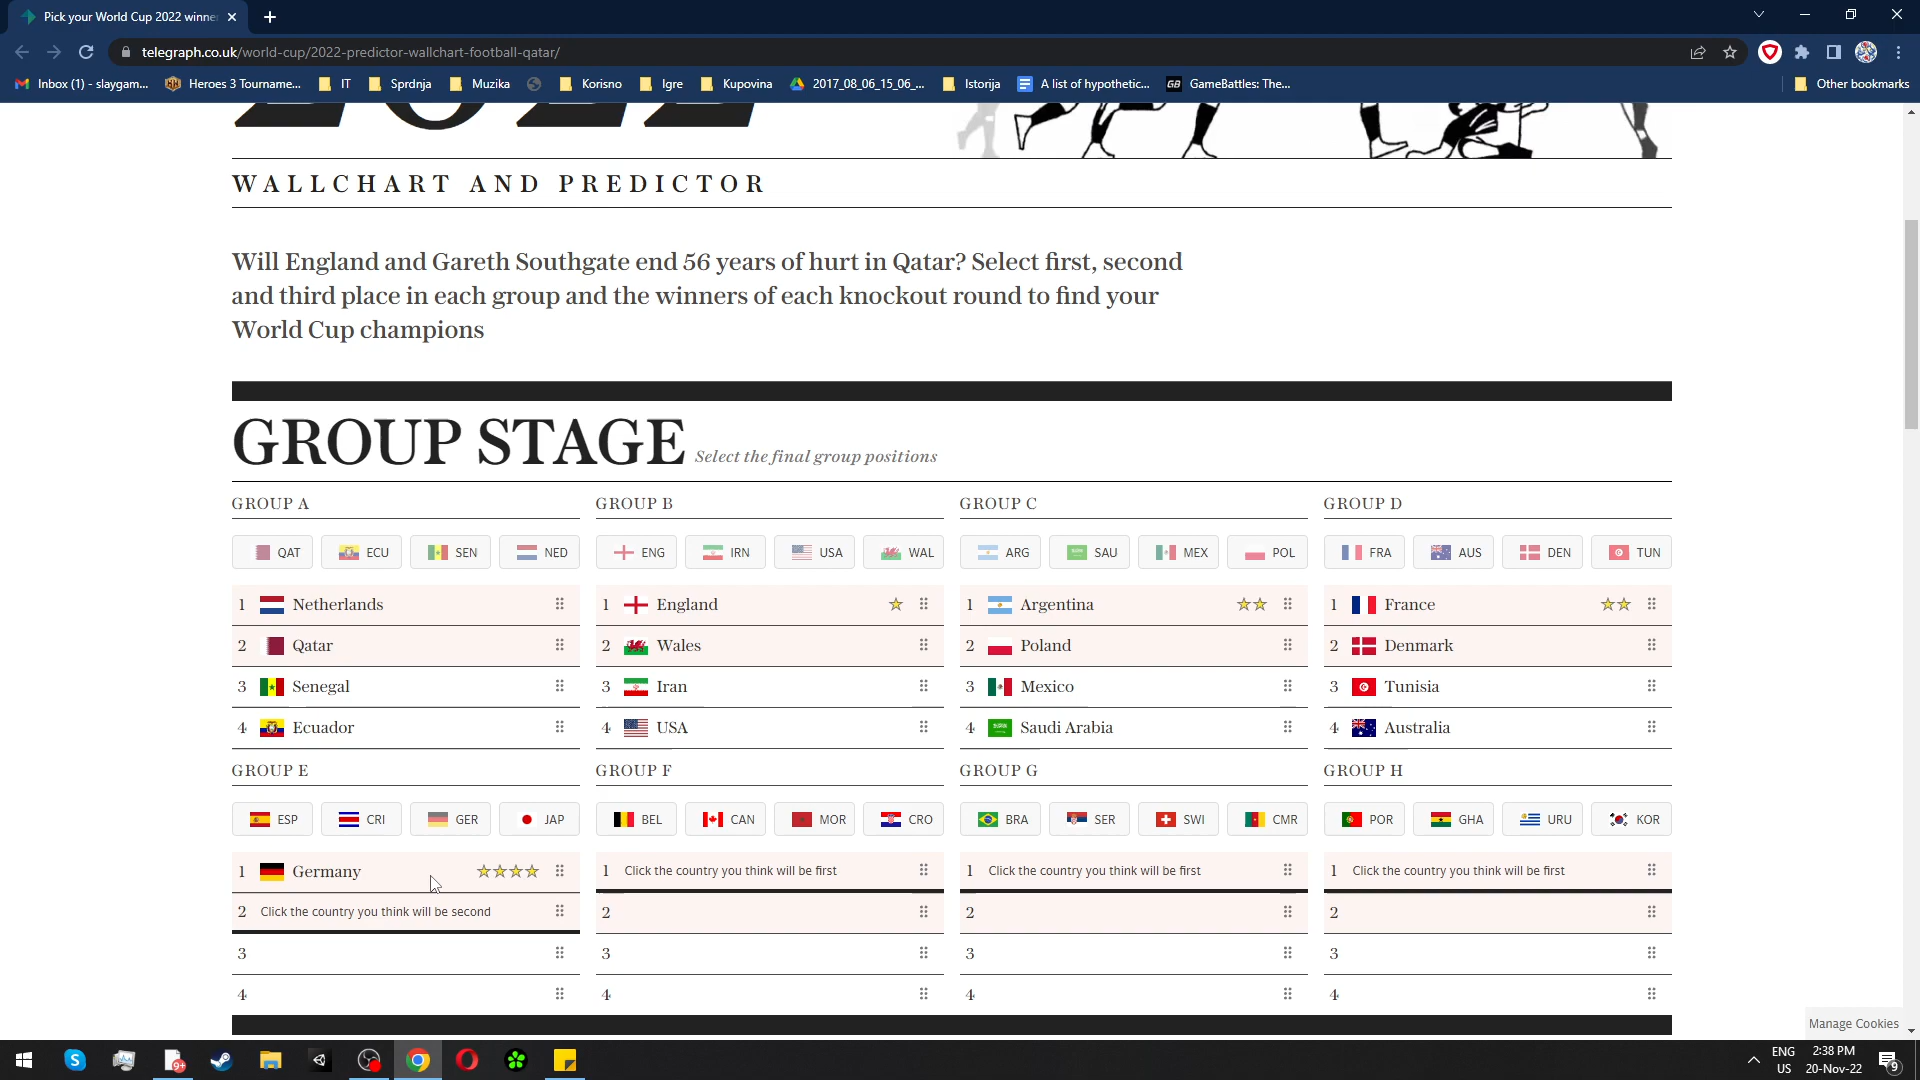 Pick your World Cup 2022 winne
telegraph.co.uk/world-cup/2022-predictor-wallchart-football-qatar/
Inbox (1) - slaygam...
Heroes 3 Tourname...
IT
Sprdnja
Muzika
Korisno
Igre
Kupovina
2017_08_06_15_06_...
Istorija
A list of hypothetic...
GB
GameBattles: The...
Other bookmarks
2022
WALLCHART AND PREDICTOR
Will England and Gareth Southgate end 56 years of hurt in Qatar? Select first, second
and third place in each group and the winners of each knockout round to find your
World Cup champions
GROUP STAGE Select the final group positions
GROUP A
QAT ECU SEN NED
1 Netherlands
2 Qatar
3 Senegal
4 Ecuador
GROUP B
ENG IRN USA WAL
1 England
2 Wales
3 Iran
4 USA
GROUP C
ARG SAU MEX POL
1 Argentina
2 Poland
3 Mexico
4 Saudi Arabia
GROUP D
FRA AUS DEN TUN
1 France
2 Denmark
3 Tunisia
4 Australia
GROUP E
ESP CRI GER JAP
1 Germany
2 Click the country you think will be second
3
4
GROUP F
BEL CAN MOR CRO
1 Click the country you think will be first
2
3
4
GROUP G
BRA SER SWI CMR
1 Click the country you think will be first
2
3
4
GROUP H
POR GHA URU KOR
1 Click the country you think will be first
2
3
4
Manage Cookies
9+
ENG
US
2:38 PM
20-Nov-22
9